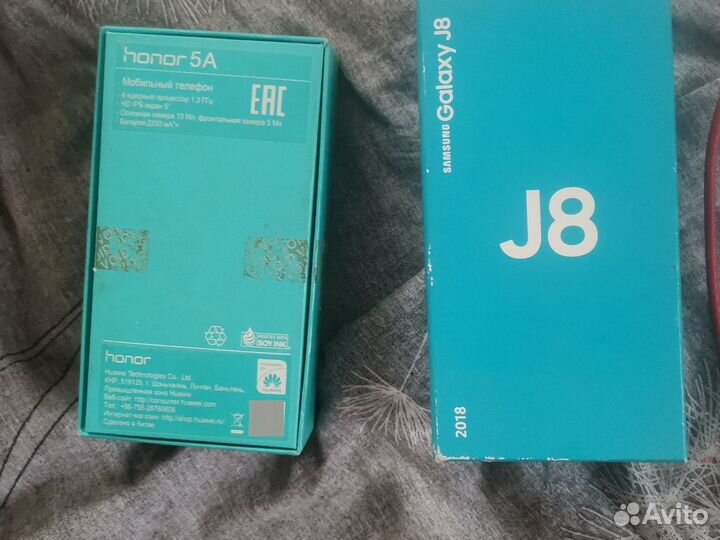 honor 5A
Мобильный телефон
4-ядерный процессор 1,3 ГГц
HD IPS-экран 5"
Основная камера 13 Мп, фронтальная камера 5 Мп
Батарея 2200 мА*ч
EAC
PRINTED WITH
SOY INK
honor
Huawei Technologies Co., Ltd.
КНР, 518129, г. Шэньчжэнь, Лунган, Баньтянь,
Промышленная зона Huawei
Веб-сайт: http://consumer.huawei.com
Тел.: +86-755-28780808
Интернет-магазин: http://shop.huawei.ru
Сделано в Китае
HUAWEI
SAMSUNG Galaxy J8
J8
2018
Avito